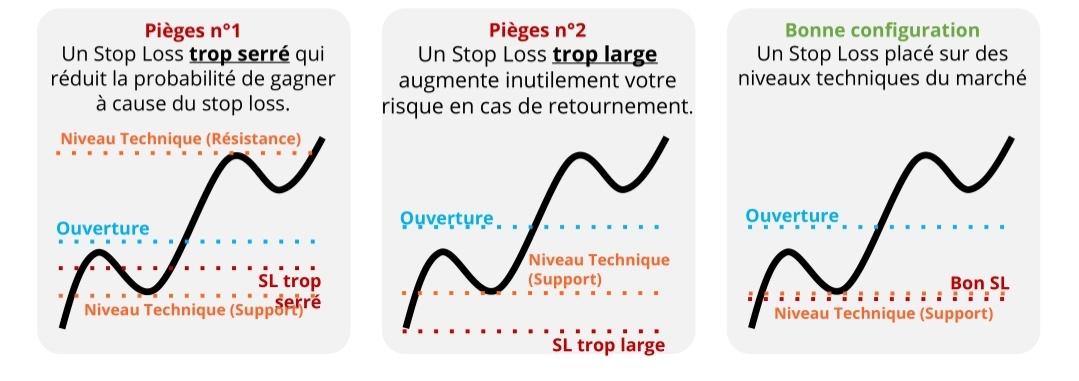 Pièges n°1
Un Stop Loss trop serré qui
réduit la probabilité de gagner
à cause du stop loss.
Niveau Technique (Résistance)
Ouverture
SL trop
serré
Niveau Technique (Support)
Pièges n°2
Un Stop Loss trop large
augmente inutilement votre
risque en cas de retournement.
Ouverture
Niveau Technique
(Support)
SL trop large
Bonne configuration
Un Stop Loss placé sur des
niveaux techniques du marché
Ouverture
Bon SL
Niveau Technique (Support)